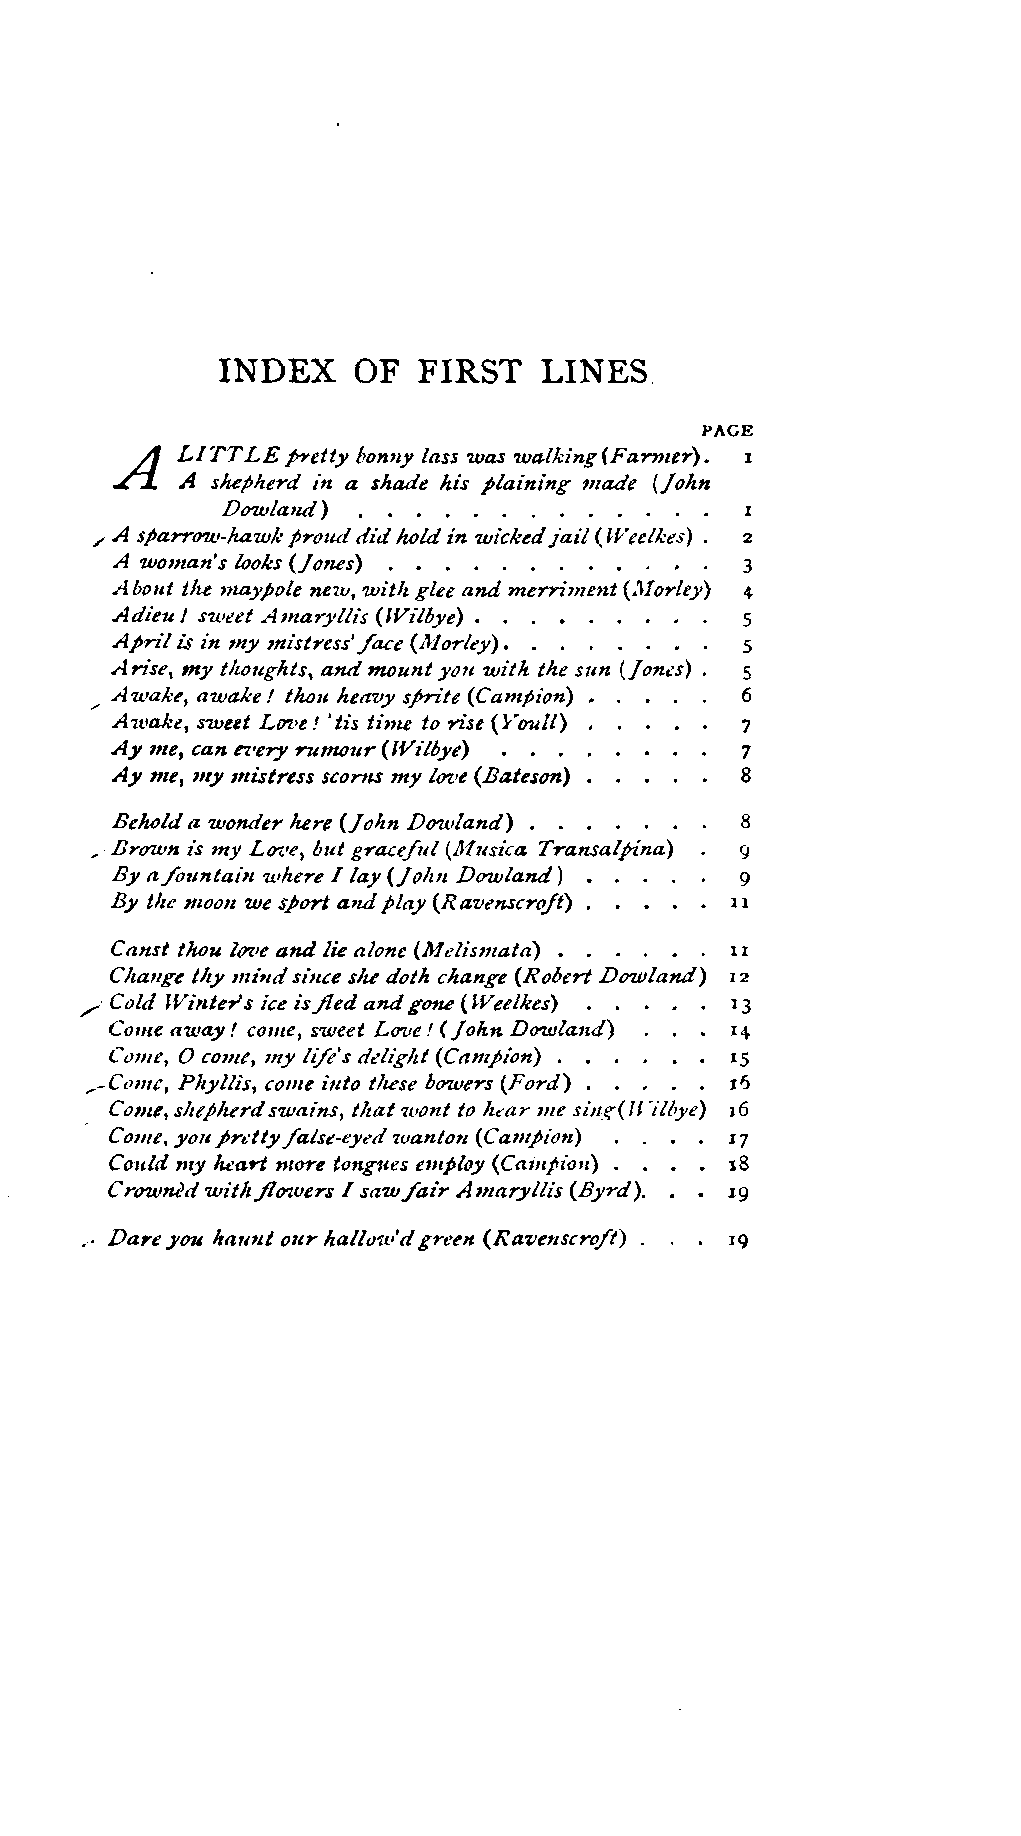 INDEX OF FIRST LINES
PAGE
A LITTLE pretty bonny lass was walking (Farmer) . 1
A shepherd in a shade his plaining made (John
Dowland) . . . . . . . . . . . . . 1
A sparrow-hawk proud did hold in wicked jail (Weelkes) . 2
A woman's looks (Jones) . . . . . . . . . . . . 3
About the maypole new, with glee and merriment (Morley) 4
Adieu! sweet Amaryllis (Wilbye) . . . . . . . . . 5
April is in my mistress' face (Morley) . . . . . . . . 5
Arise, my thoughts, and mount you with the sun (Jones) . 5
Awake, awake! thou heavy sprite (Campion) . . . . . 6
Awake, sweet Love! 'tis time to rise (Youll) . . . . . 7
Ay me, can every rumour (Wilbye) . . . . . . . . 7
Ay me, my mistress scorns my love (Bateson) . . . . . 8
Behold a wonder here (John Dowland) . . . . . . . 8
Brown is my Love, but graceful (Musica Transalpina) . 9
By a fountain where I lay (John Dowland) . . . . . 9
By the moon we sport and play (Ravenscroft) . . . . . 11
Canst thou love and lie alone (Melismata) . . . . . . 11
Change thy mind since she doth change (Robert Dowland) 12
Cold Winter's ice is fled and gone (Weelkes) . . . . . 13
Come away! come, sweet Love! (John Dowland) . . . 14
Come, O come, my life's delight (Campion) . . . . . . 15
Come, Phyllis, come into these bowers (Ford) . . . . . 16
Come, shepherd swains, that wont to hear me sing (Wilbye) 16
Come, you pretty false-eyed wanton (Campion) . . . . 17
Could my heart more tongues employ (Campion) . . . . 18
Crownèd with flowers I saw fair Amaryllis (Byrd) . . . 19
Dare you haunt our hallow'd green (Ravenscroft) . . . 19